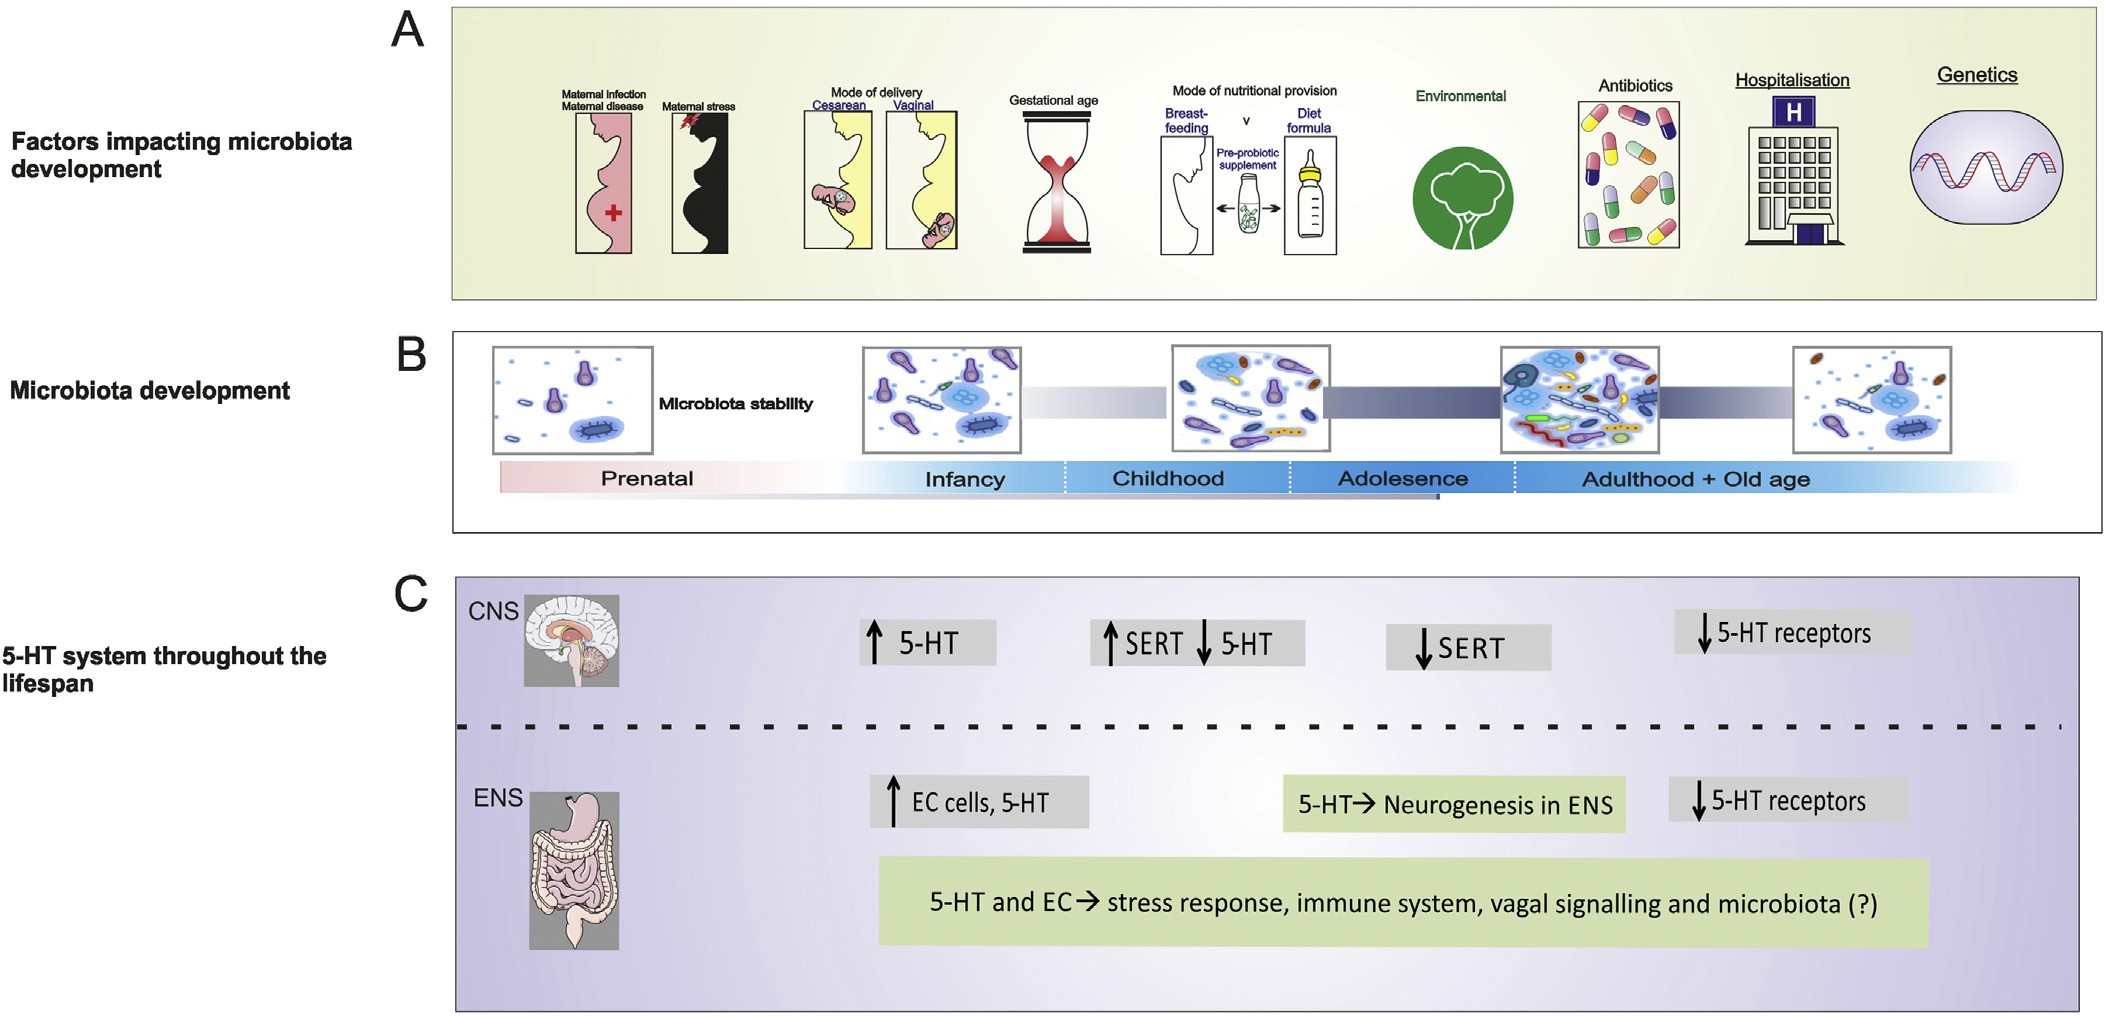 A
Factors impacting microbiota
development
Maternal infection
Maternal disease
Maternal stress
Mode of delivery
Cesarean
Vaginal
Gestational age
Mode of nutritional provision
Breast-
feeding
v
Diet
formula
Pre-probiotic
supplement
Environmental
Antibiotics
Hospitalisation
H
Genetics
B
Microbiota development
Microbiota stability
Prenatal
Infancy
Childhood
Adolesence
Adulthood + Old age
C
5-HT system throughout the
lifespan
CNS
↑ 5-HT
↑ SERT ↓ 5-HT
↓ SERT
↓ 5-HT receptors
ENS
↑ EC cells, 5-HT
5-HT→ Neurogenesis in ENS
↓ 5-HT receptors
5-HT and EC→ stress response, immune system, vagal signalling and microbiota (?)